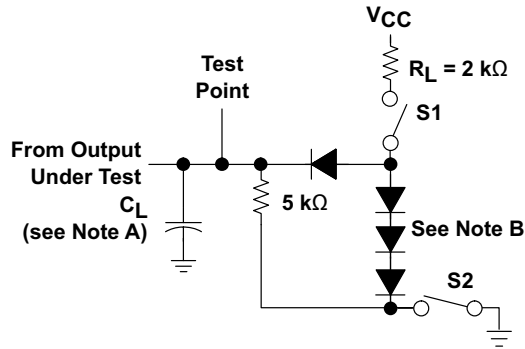 VCC
RL = 2 kΩ
Test
Point
S1
From Output
Under Test
CL
(see Note A)
5 kΩ
See Note B
S2